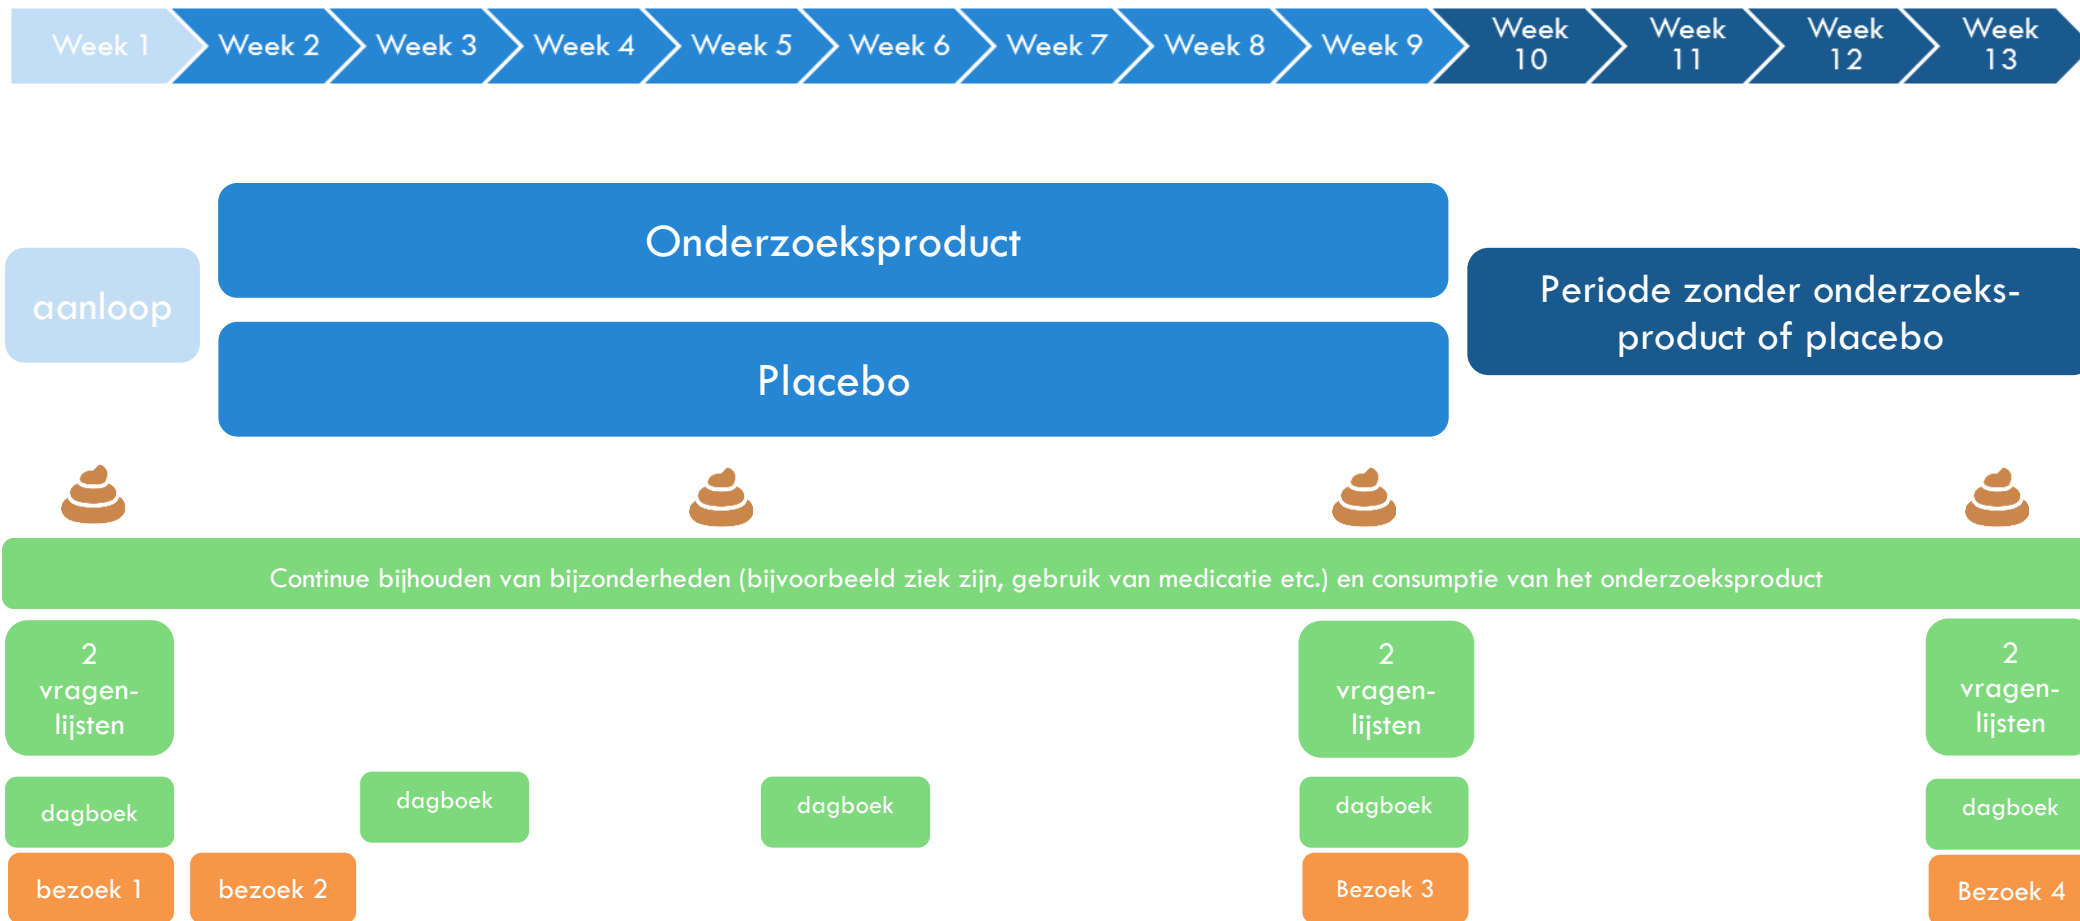 Week 1
Week 2
Week 3
Week 4
Week 5
Week 6
Week 7
Week 8
Week 9
Week
10
Week
11
Week
12
Week
13
Onderzoeksproduct
aanloop
Placebo
Periode zonder onderzoeks-
product of placebo
Continue bijhouden van bijzonderheden (bijvoorbeeld ziek zijn, gebruik van medicatie etc.) en consumptie van het onderzoeksproduct
2
vragen-
lijsten
2
vragen-
lijsten
2
vragen-
lijsten
dagboek
dagboek
dagboek
dagboek
dagboek
bezoek 1
bezoek 2
Bezoek 3
Bezoek 4